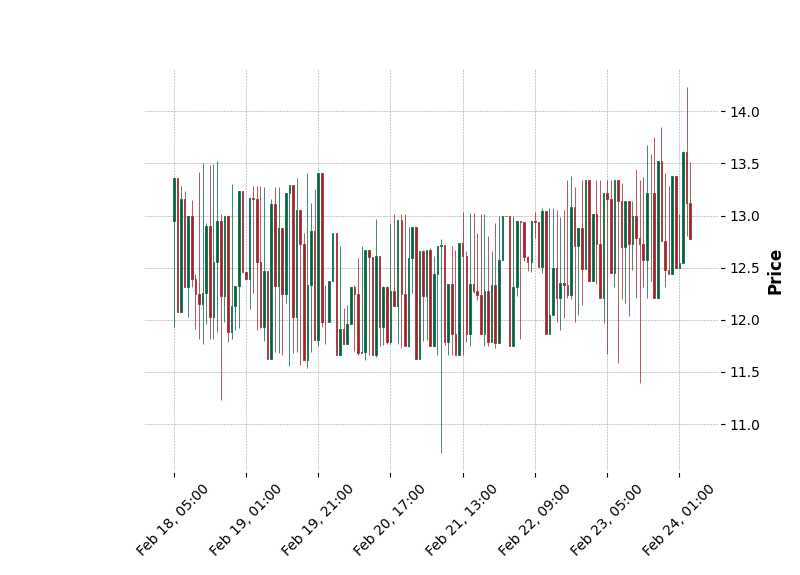 14.0
13.5
13.0
12.5
12.0
11.5
11.0
Price
Feb 18, 05:00
Feb 19, 01:00
Feb 19, 21:00
Feb 20, 17:00
Feb 21, 13:00
Feb 22, 09:00
Feb 23, 05:00
Feb 24, 01:00